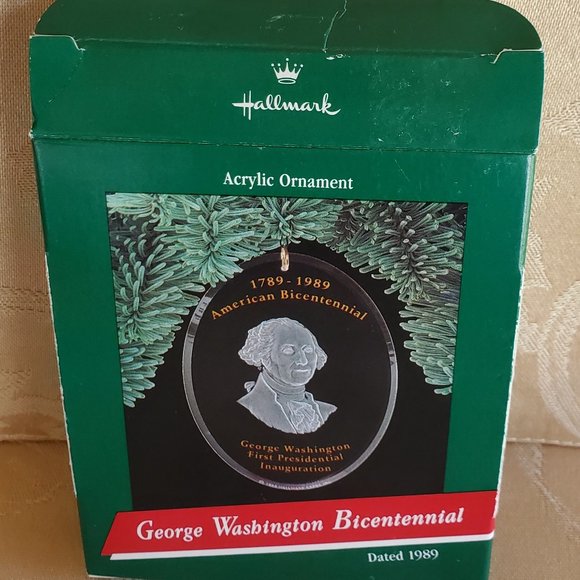 Hallmark
Acrylic Ornament
1789-1989
American Bicentennial
George Washington
First Presidential
Inauguration
George Washington Bicentennial
Dated 1989